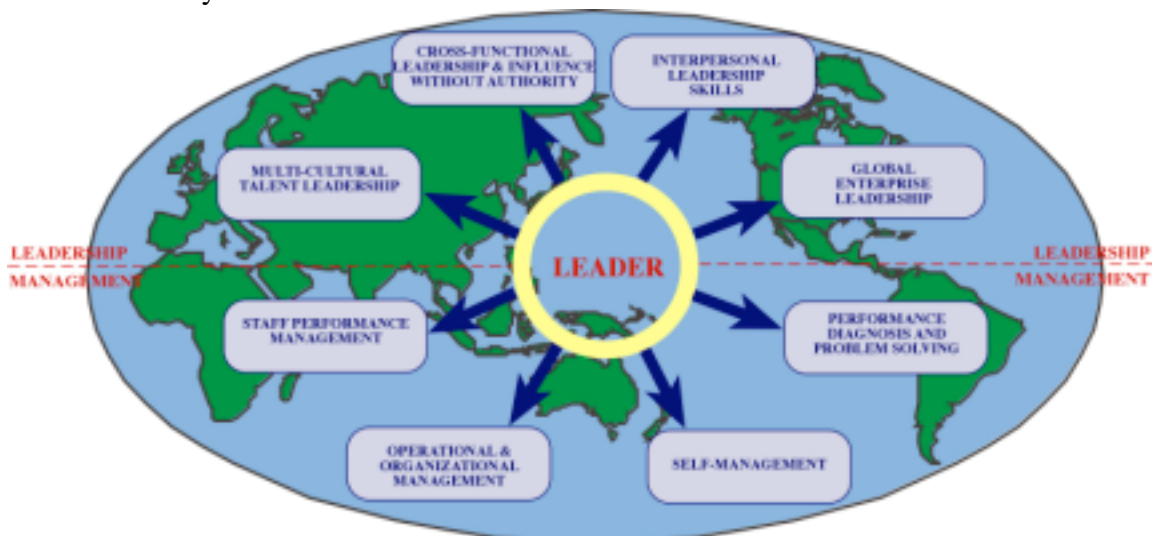 CROSS-FUNCTIONAL
LEADERSHIP & INFLUENCE
WITHOUT AUTHORITY
INTERPERSONAL
LEADERSHIP
SKILLS
MULTI-CULTURAL
TALENT LEADERSHIP
GLOBAL
ENTERPRISE
LEADERSHIP
LEADERSHIP
MANAGEMENT
LEADER
LEADERSHIP
MANAGEMENT
STAFF PERFORMANCE
MANAGEMENT
PERFORMANCE
DIAGNOSIS AND
PROBLEM SOLVING
OPERATIONAL &
ORGANIZATIONAL
MANAGEMENT
SELF-MANAGEMENT